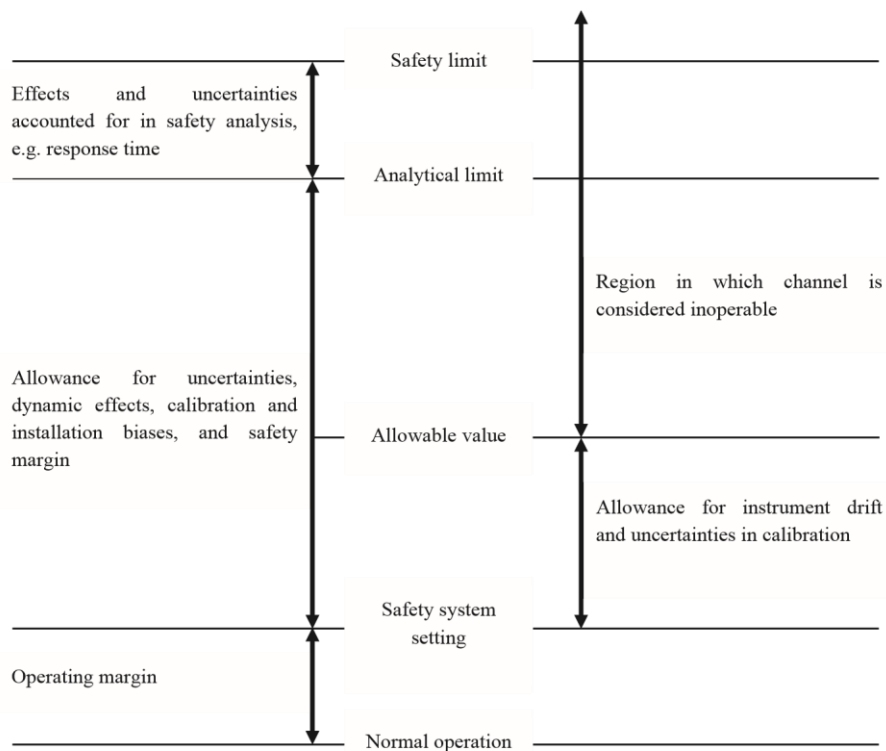 Safety limit
Effects and uncertainties
accounted for in safety analysis,
e.g. response time
Analytical limit
Region in which channel is
considered inoperable
Allowance for uncertainties,
dynamic effects, calibration and
installation biases, and safety
margin
Allowable value
Allowance for instrument drift
and uncertainties in calibration
Safety system
setting
Operating margin
Normal operation